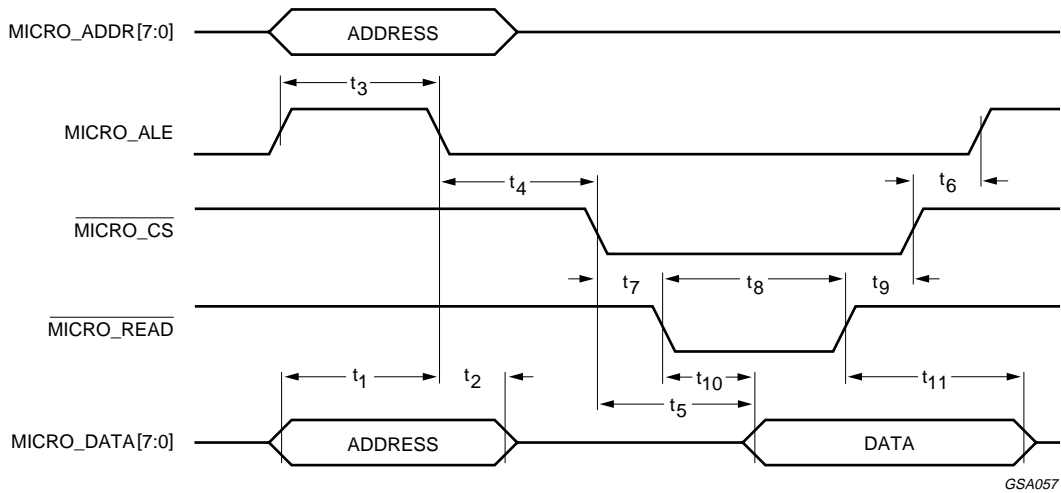 MICRO_ADDR[7:0]
ADDRESS
t3
MICRO_ALE
t4
t6
MICRO_CS
t7
t8
t9
MICRO_READ
t1
t2
t10
t11
t5
MICRO_DATA[7:0]
ADDRESS
DATA
GSA057